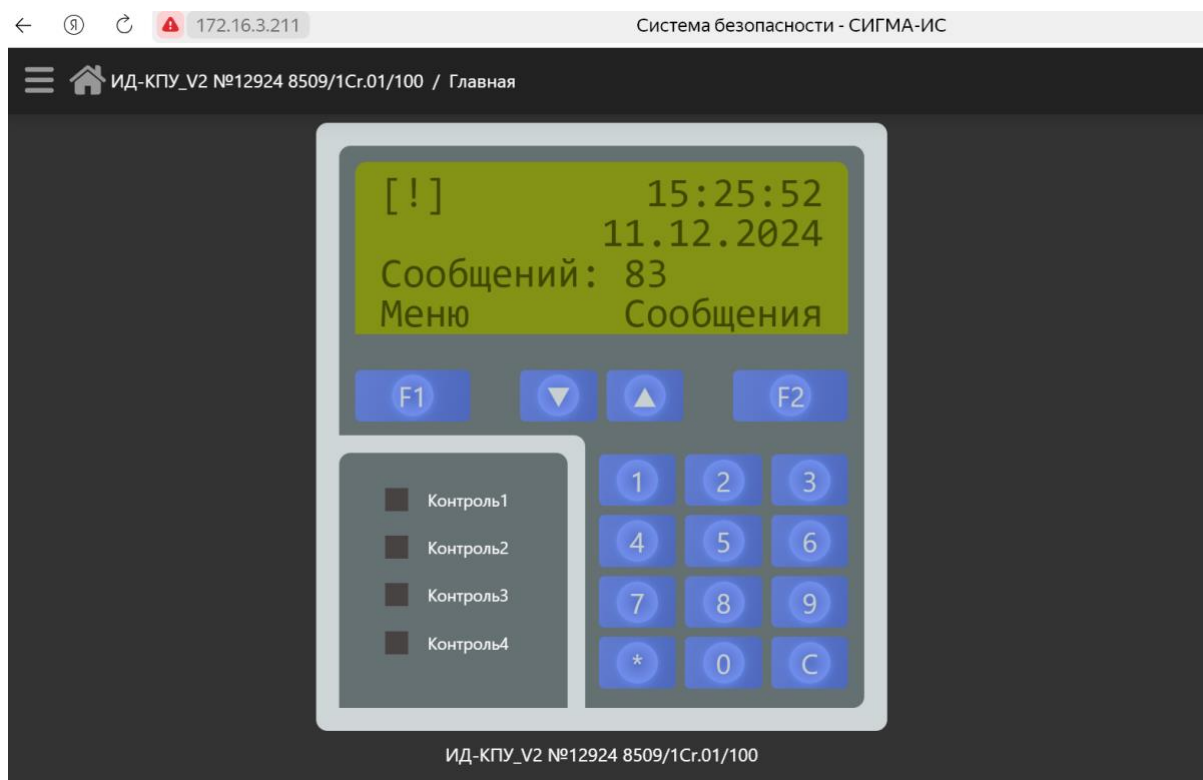 172.16.3.211 Система безопасности - СИГМА-ИС
ИД-КПУ_V2 №12924 8509/1Cr.01/100 / Главная
[!] 15:25:52
11.12.2024
Сообщений: 83
Меню Сообщения
F1 ▼ ▲ F2
1 2 3
4 5 6
7 8 9
* 0 C
Контроль1
Контроль2
Контроль3
Контроль4
ИД-КПУ_V2 №12924 8509/1Cr.01/100